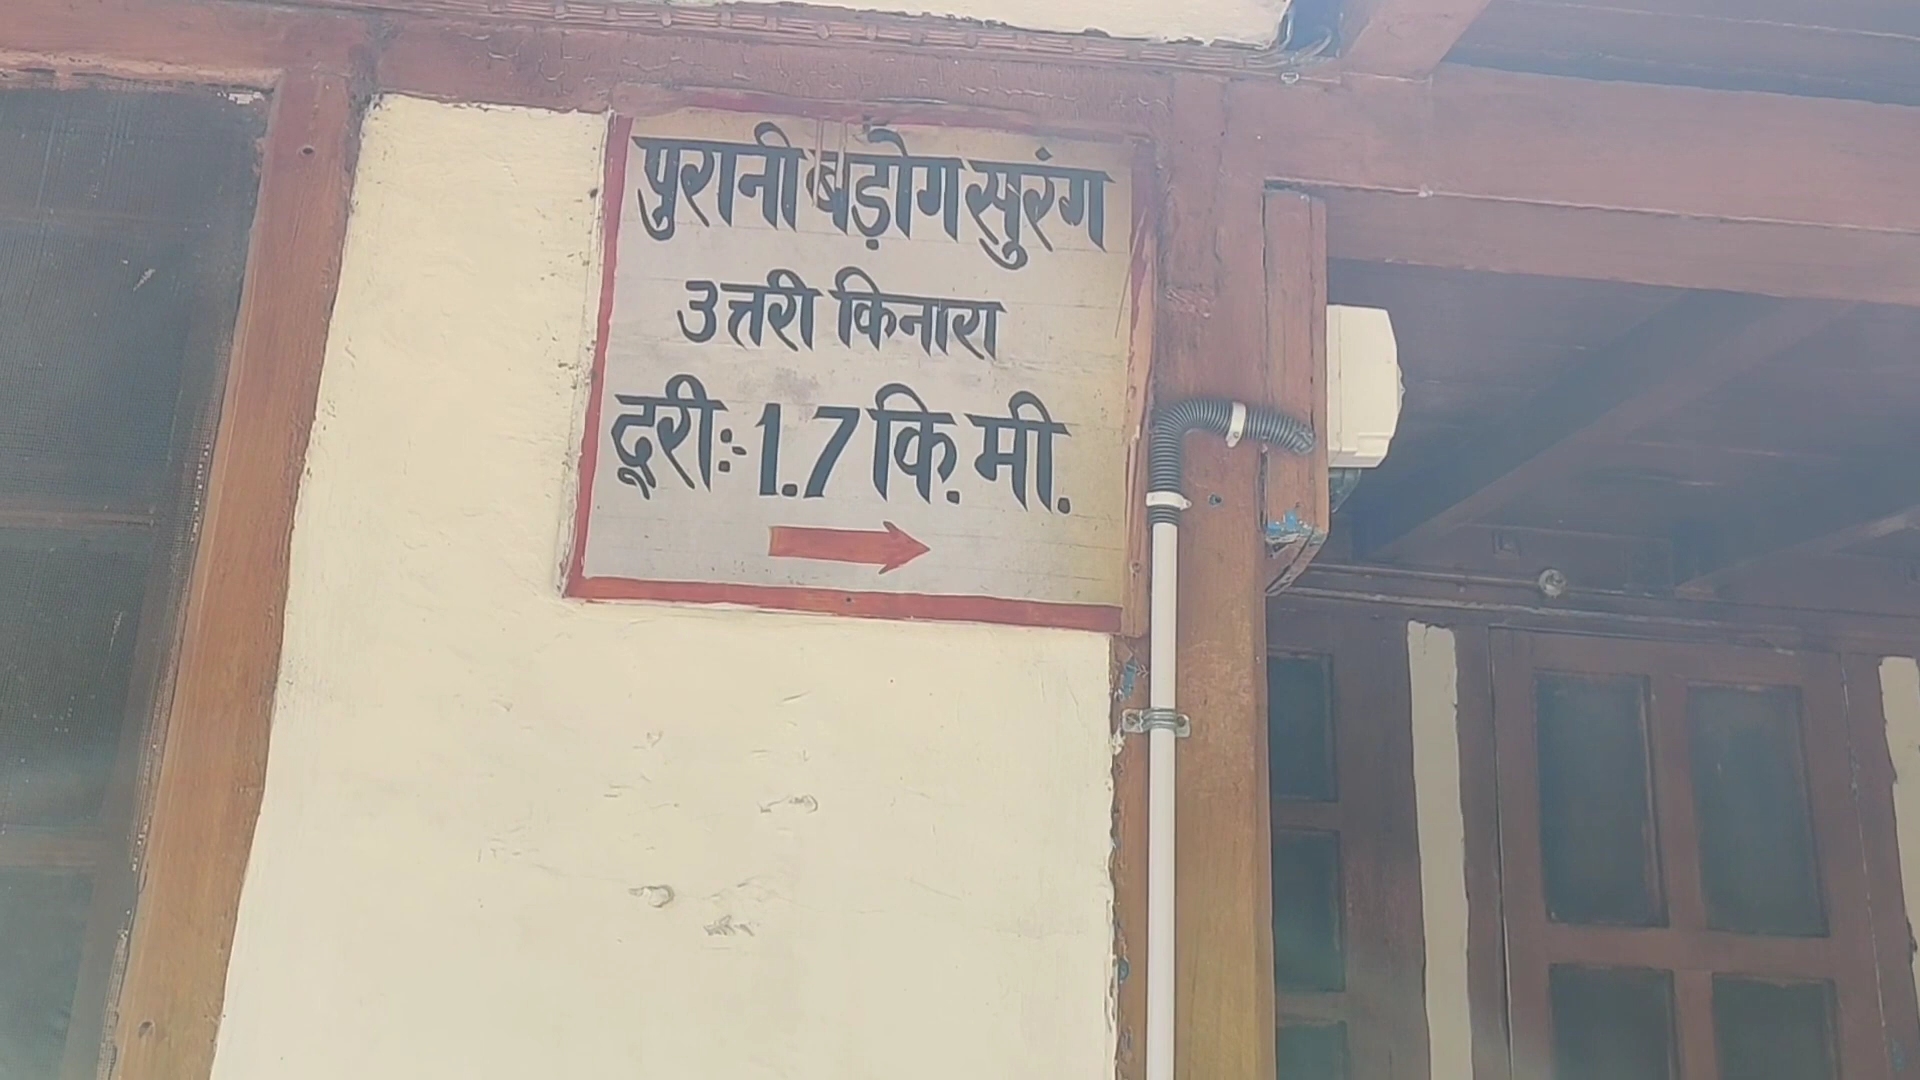 पुरानी बड़ोग सुरंग
उत्तरी किनारा
दूरी:- 1.7 कि. मी.